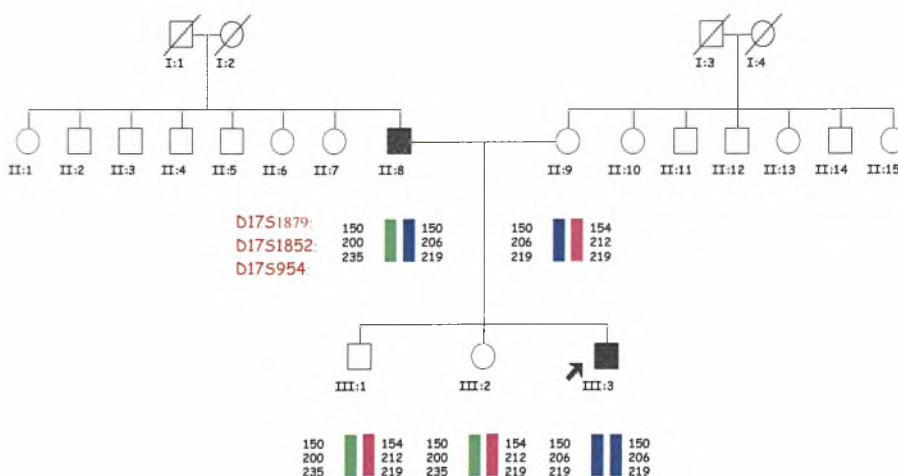 I:1 I:2 I:3 I:4
II:1 II:2 II:3 II:4 II:5 II:6 II:7 II:8 II:9 II:10 II:11 II:12 II:13 II:14 II:15
D17S1879: 150 150 150 154
D17S1852: 200 206 206 212
D17S954: 235 219 219 219
III:1 III:2 III:3
150 154 150 154 150 150
200 212 200 212 206 206
235 219 235 219 219 219